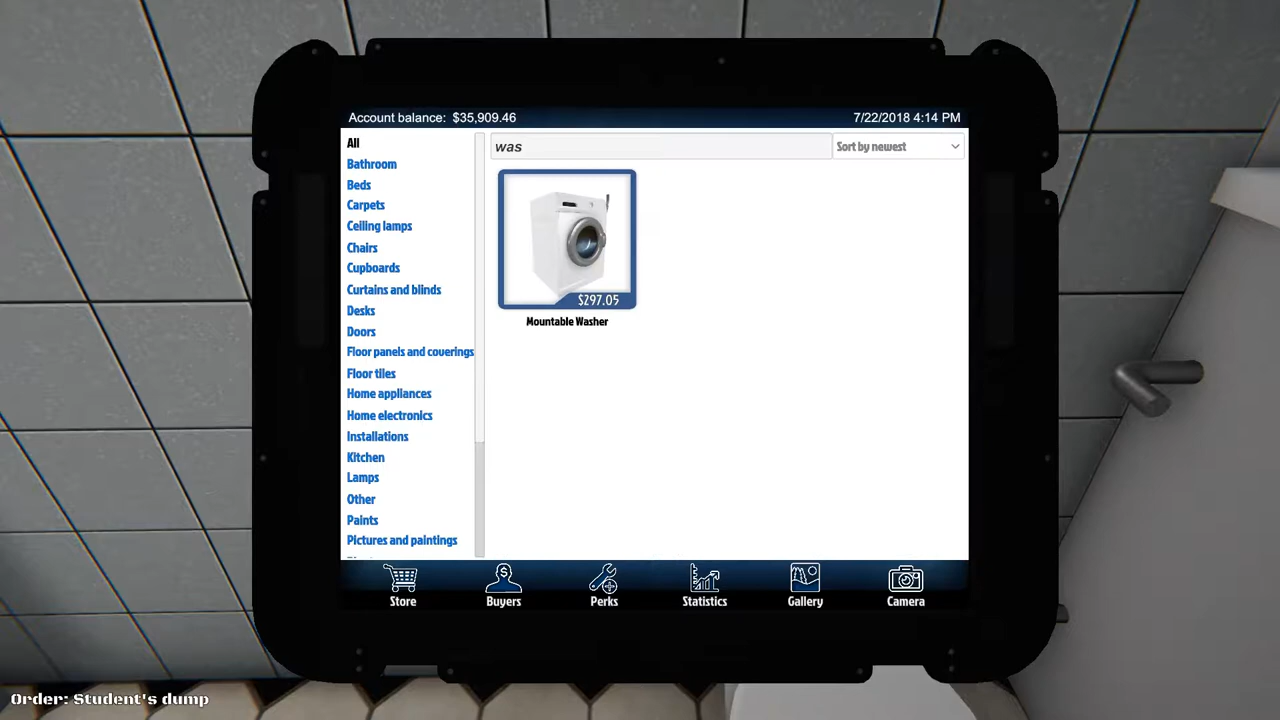 Account balance: $35,909.46
7/22/2018 4:14 PM
All
Bathroom
Beds
Carpets
Ceiling lamps
Chairs
Cupboards
Curtains and blinds
Desks
Doors
Floor panels and coverings
Floor tiles
Home appliances
Home electronics
Installations
Kitchen
Lamps
Other
Paints
Pictures and paintings
was
Sort by newest
$297.05
Mountable Washer
Store
Buyers
Perks
Statistics
Gallery
Camera
Order: Student's dump